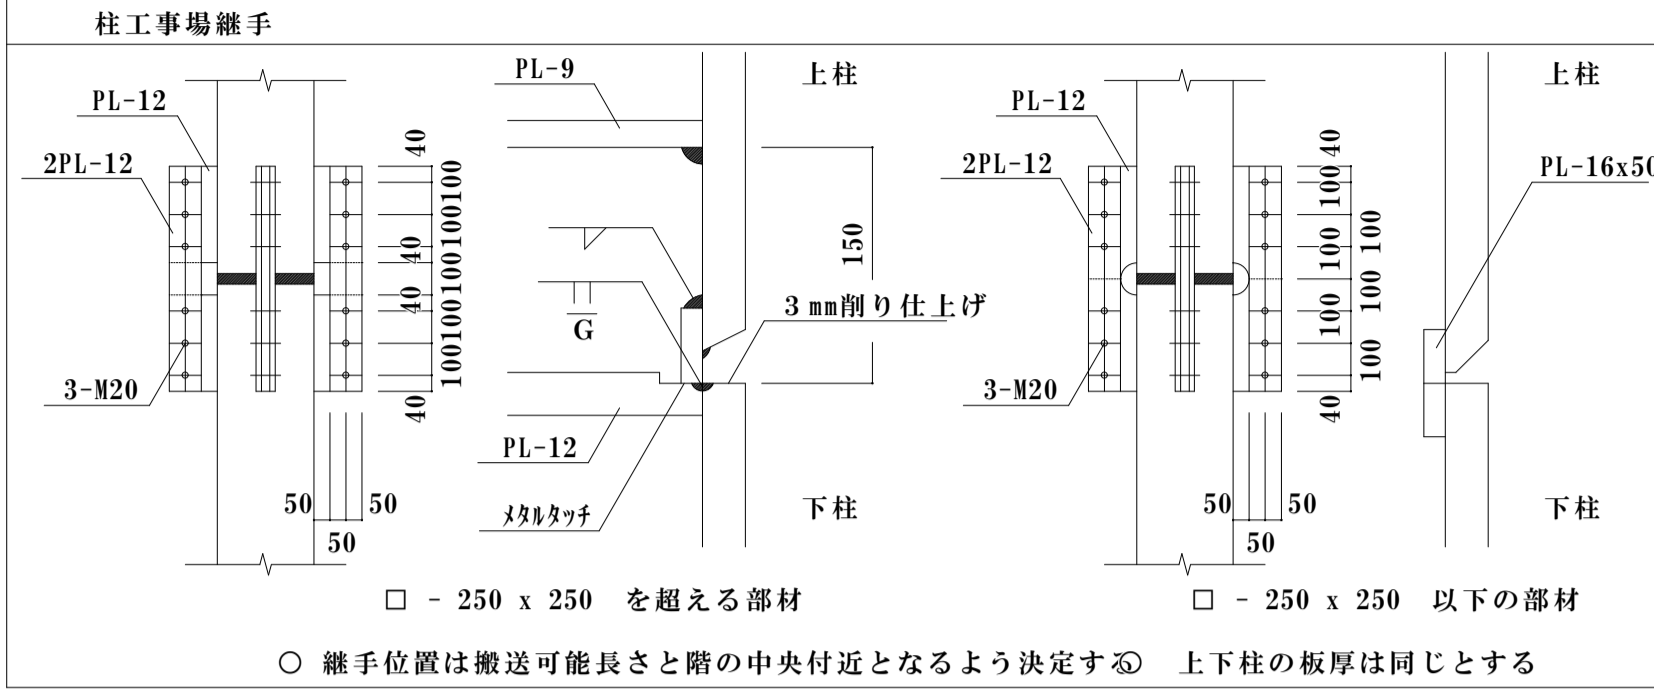 柱工事場継手
PL-12
2PL-12
3-M20
40
100
100
40
100
40
100
100
100
40
50
50
50
PL-9
上柱
150
G
3mm削り仕上げ
PL-12
メタルタッチ
下柱
□ - 250 x 250 を超える部材
PL-12
2PL-12
3-M20
40
100
100
100
100
100
100
100
40
50
50
50
上柱
PL-16x50
下柱
□ - 250 x 250 以下の部材
○ 継手位置は搬送可能長さと階の中央付近となるよう決定する
○ 上下柱の板厚は同じとする